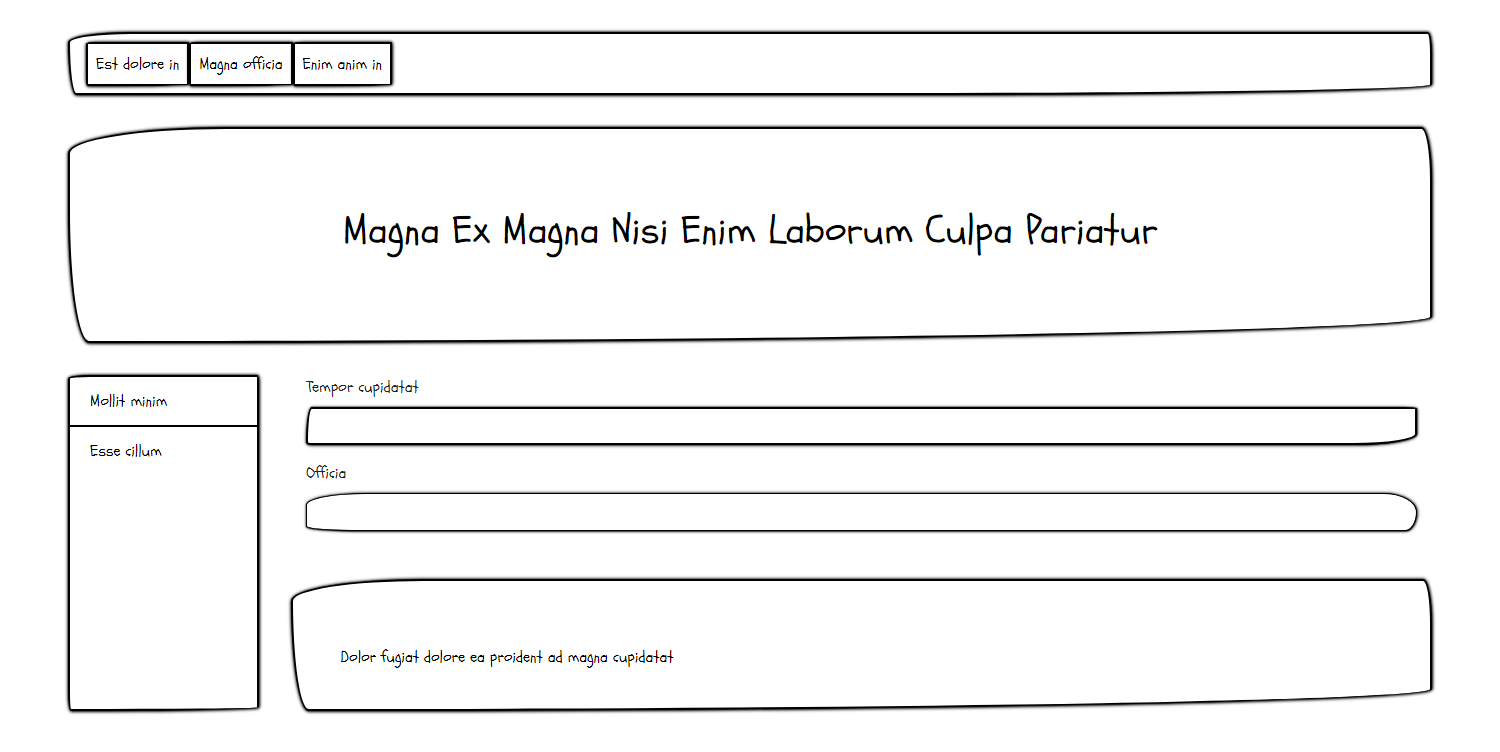 Est dolore in
Magna officia
Enim anim in
Magna Ex Magna Nisi Enim Laborum Culpa Pariatur
Mollit minim
Esse cillum
Tempor cupidatat
Officia
Dolor fugiat dolore ea proident ad magna cupidatat